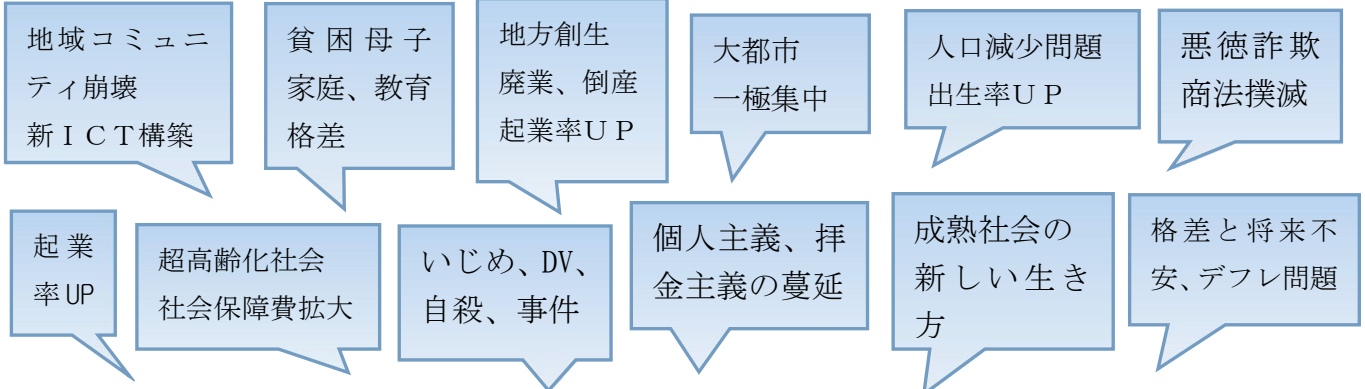 地域コミュニ
ティ崩壊
新ＩＣＴ構築
貧困母子
家庭、教育
格差
地方創生
廃業、倒産
起業率ＵＰ
大都市
一極集中
人口減少問題
出生率ＵＰ
悪徳詐欺
商法撲滅
起業
率UP
超高齢化社会
社会保障費拡大
いじめ、DV、
自殺、事件
個人主義、拝
金主義の蔓延
成熟社会の
新しい生き
方
格差と将来不
安、デフレ問題